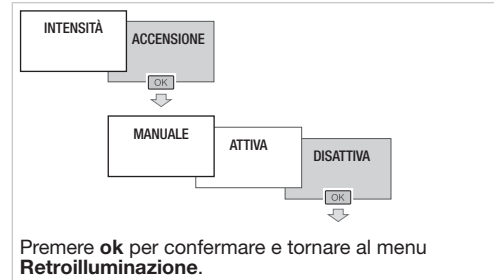 INTENSITÀ
ACCENSIONE
OK
MANUALE
ATTIVA
DISATTIVA
OK
Premere ok per confermare e tornare al menu
Retroilluminazione.